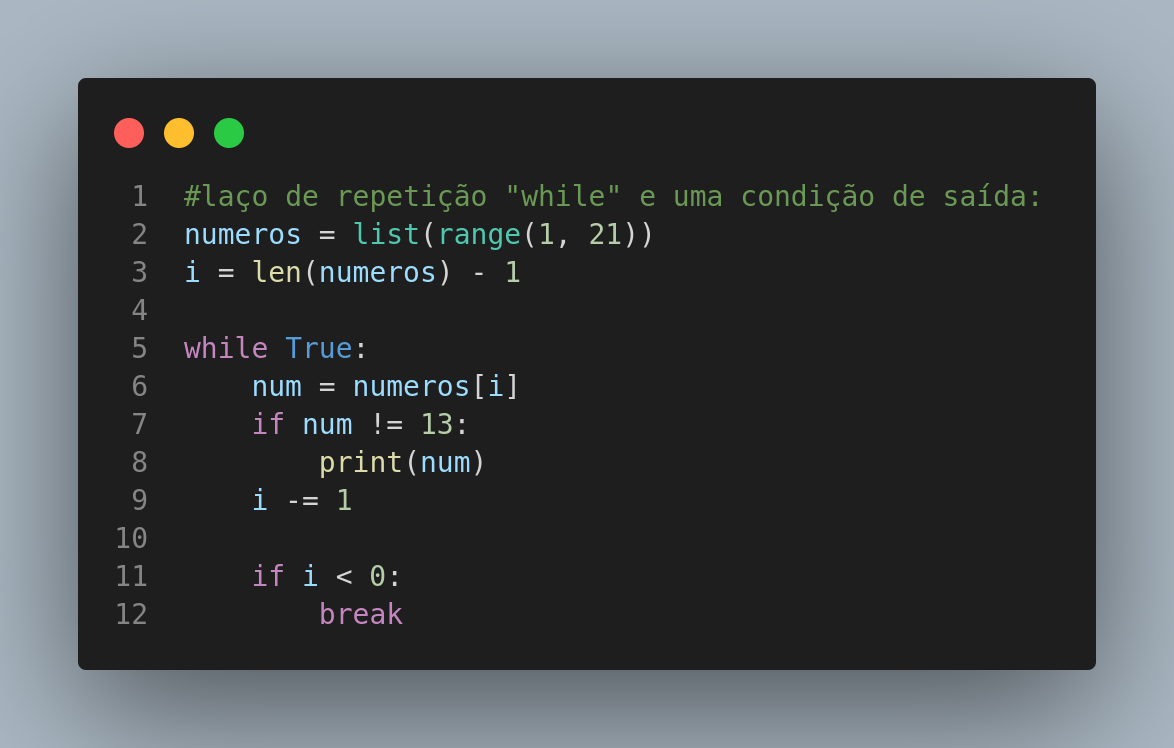 1 #laço de repetição "while" e uma condição de saída:
2 numeros = list(range(1, 21))
3 i = len(numeros) - 1
4
5 while True:
6     num = numeros[i]
7     if num != 13:
8         print(num)
9     i -= 1
10
11     if i < 0:
12         break